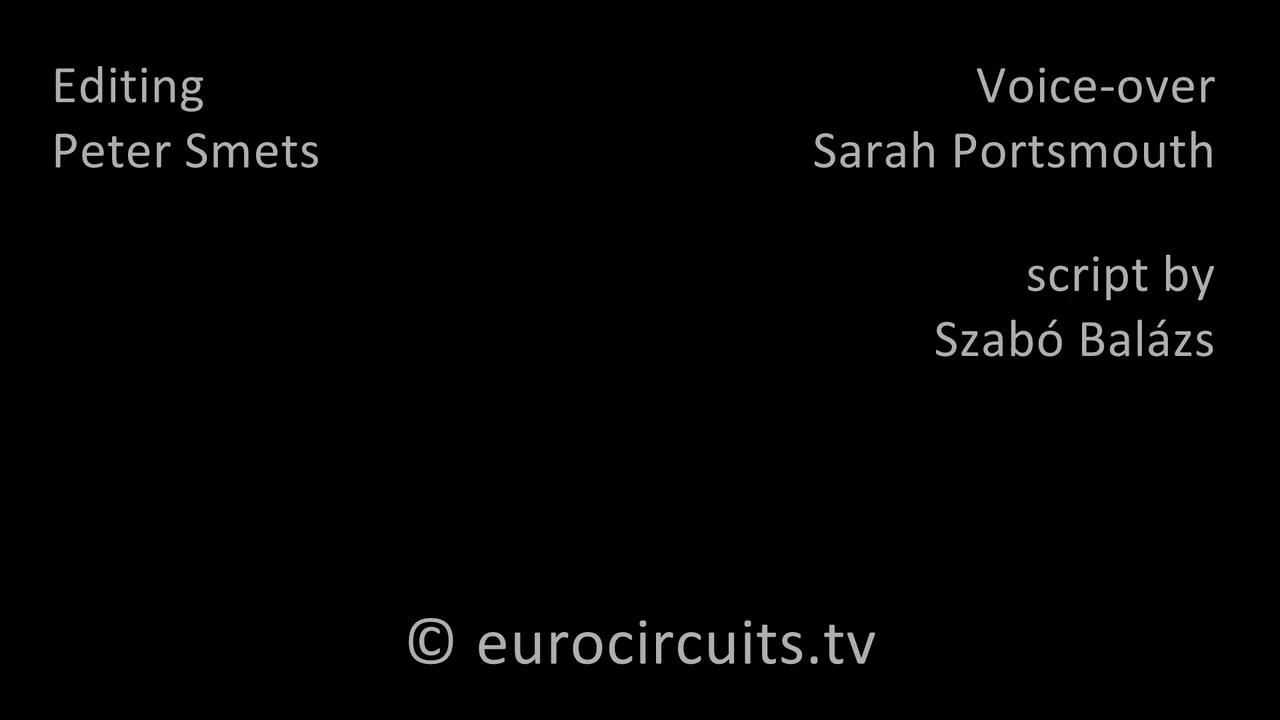 Editing
Peter Smets
Voice-over
Sarah Portsmouth
script by
Szabó Balázs
© eurocircuits.tv